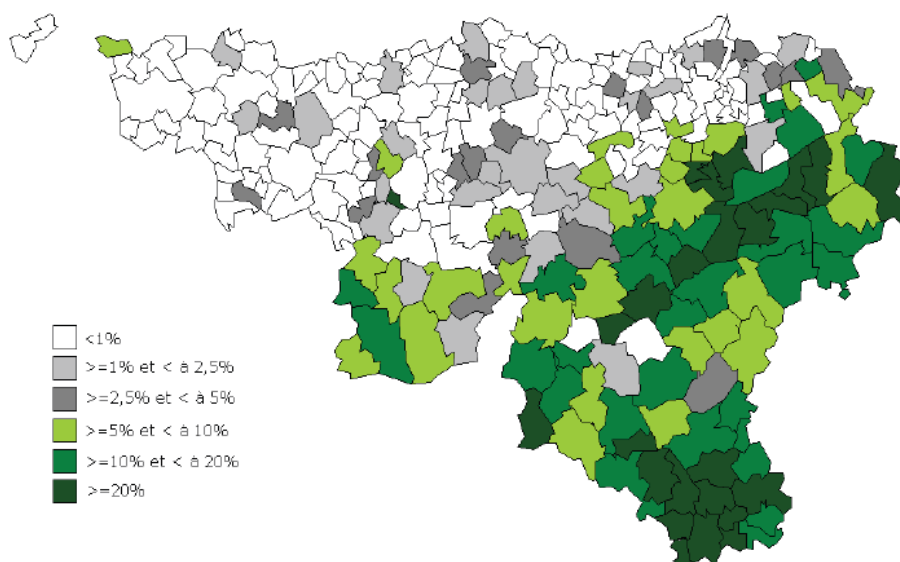 <1%
>=1% et < à 2,5%
>=2,5% et < à 5%
>=5% et < à 10%
>=10% et < à 20%
>=20%